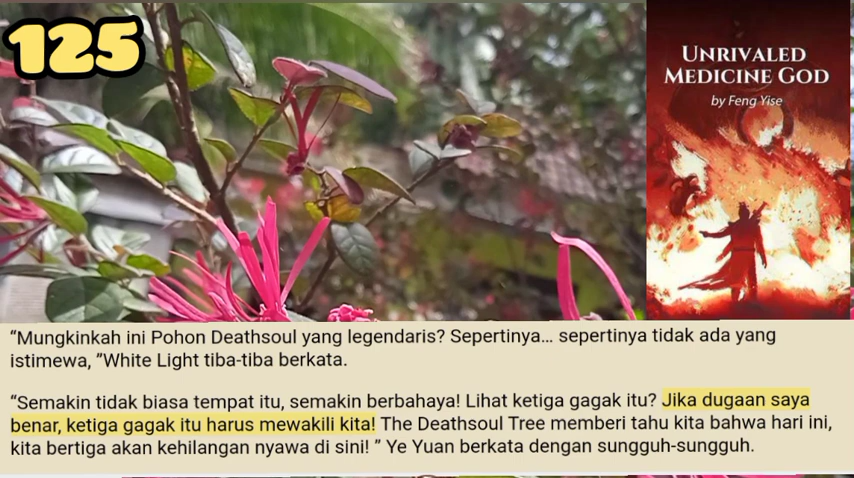 125
UNRIVALED
MEDICINE GOD
by Feng Yise
“Mungkinkah ini Pohon Deathsoul yang legendaris? Sepertinya... sepertinya tidak ada yang
istimewa, ”White Light tiba-tiba berkata.
“Semakin tidak biasa tempat itu, semakin berbahaya! Lihat ketiga gagak itu? Jika dugaan saya
benar, ketiga gagak itu harus mewakili kita! The Deathsoul Tree memberi tahu kita bahwa hari ini,
kita bertiga akan kehilangan nyawa di sini! ” Ye Yuan berkata dengan sungguh-sungguh.